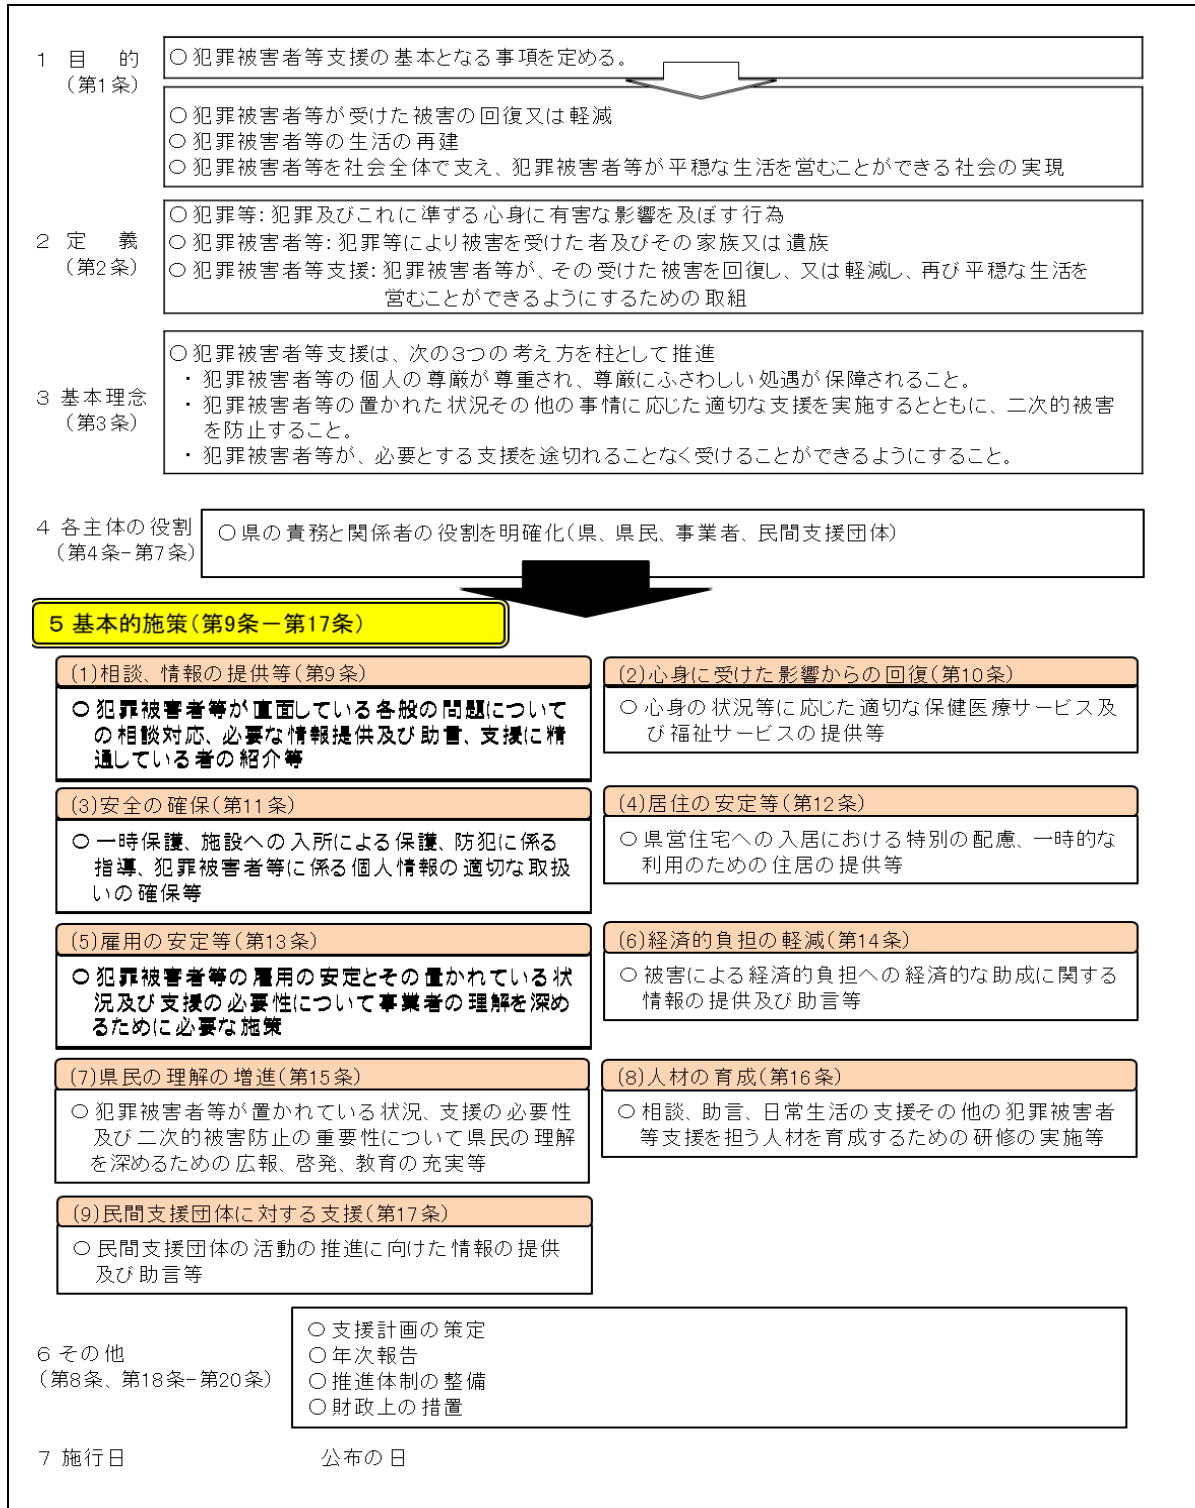 1 目 的
(第1条)
○犯罪被害者等支援の基本となる事項を定める。
○犯罪被害者等が受けた被害の回復又は軽減
○犯罪被害者等の生活の再建
○犯罪被害者等を社会全体で支え、犯罪被害者等が平穏な生活を営むことができる社会の実現
2 定 義
(第2条)
○犯罪等：犯罪及びこれに準ずる心身に有害な影響を及ぼす行為
○犯罪被害者等：犯罪等により被害を受けた者及びその家族又は遺族
○犯罪被害者等支援：犯罪被害者等が、その受けた被害を回復し、又は軽減し、再び平穏な生活を
営むことができるようにするための取組
3 基本理念
(第3条)
○犯罪被害者等支援は、次の3つの考え方を柱として推進
・犯罪被害者等の個人の尊厳が尊重され、尊厳にふさわしい処遇が保障されること。
・犯罪被害者等の置かれた状況その他の事情に応じた適切な支援を実施するとともに、二次的被害
を防止すること。
・犯罪被害者等が、必要とする支援を途切れることなく受けることができるようにすること。
4 各主体の役割
(第4条-第7条)
○県の責務と関係者の役割を明確化(県、県民、事業者、民間支援団体)
5 基本的施策(第9条－第17条)
(1)相談、情報の提供等(第9条)
○犯罪被害者等が直面している各般の問題について
の相談対応、必要な情報提供及び助言、支援に精
通している者の紹介等
(2)心身に受けた影響からの回復(第10条)
○心身の状況等に応じた適切な保健医療サービス及
び福祉サービスの提供等
(3)安全の確保(第11条)
○一時保護、施設への入所による保護、防犯に係る
指導、犯罪被害者等に係る個人情報の適切な取扱
いの確保等
(4)居住の安定等(第12条)
○県営住宅への入居における特別の配慮、一時的な
利用のための住居の提供等
(5)雇用の安定等(第13条)
○犯罪被害者等の雇用の安定とその置かれている状
況及び支援の必要性について事業者の理解を深め
るために必要な施策
(6)経済的負担の軽減(第14条)
○被害による経済的負担への経済的な助成に関する
情報の提供及び助言等
(7)県民の理解の増進(第15条)
○犯罪被害者等が置かれている状況、支援の必要性
及び二次的被害防止の重要性について県民の理解
を深めるための広報、啓発、教育の充実等
(8)人材の育成(第16条)
○相談、助言、日常生活の支援その他の犯罪被害者
等支援を担う人材を育成するための研修の実施等
(9)民間支援団体に対する支援(第17条)
○民間支援団体の活動の推進に向けた情報の提供
及び助言等
6 その他
(第8条、第18条-第20条)
○支援計画の策定
○年次報告
○推進体制の整備
○財政上の措置
7 施行日 公布の日